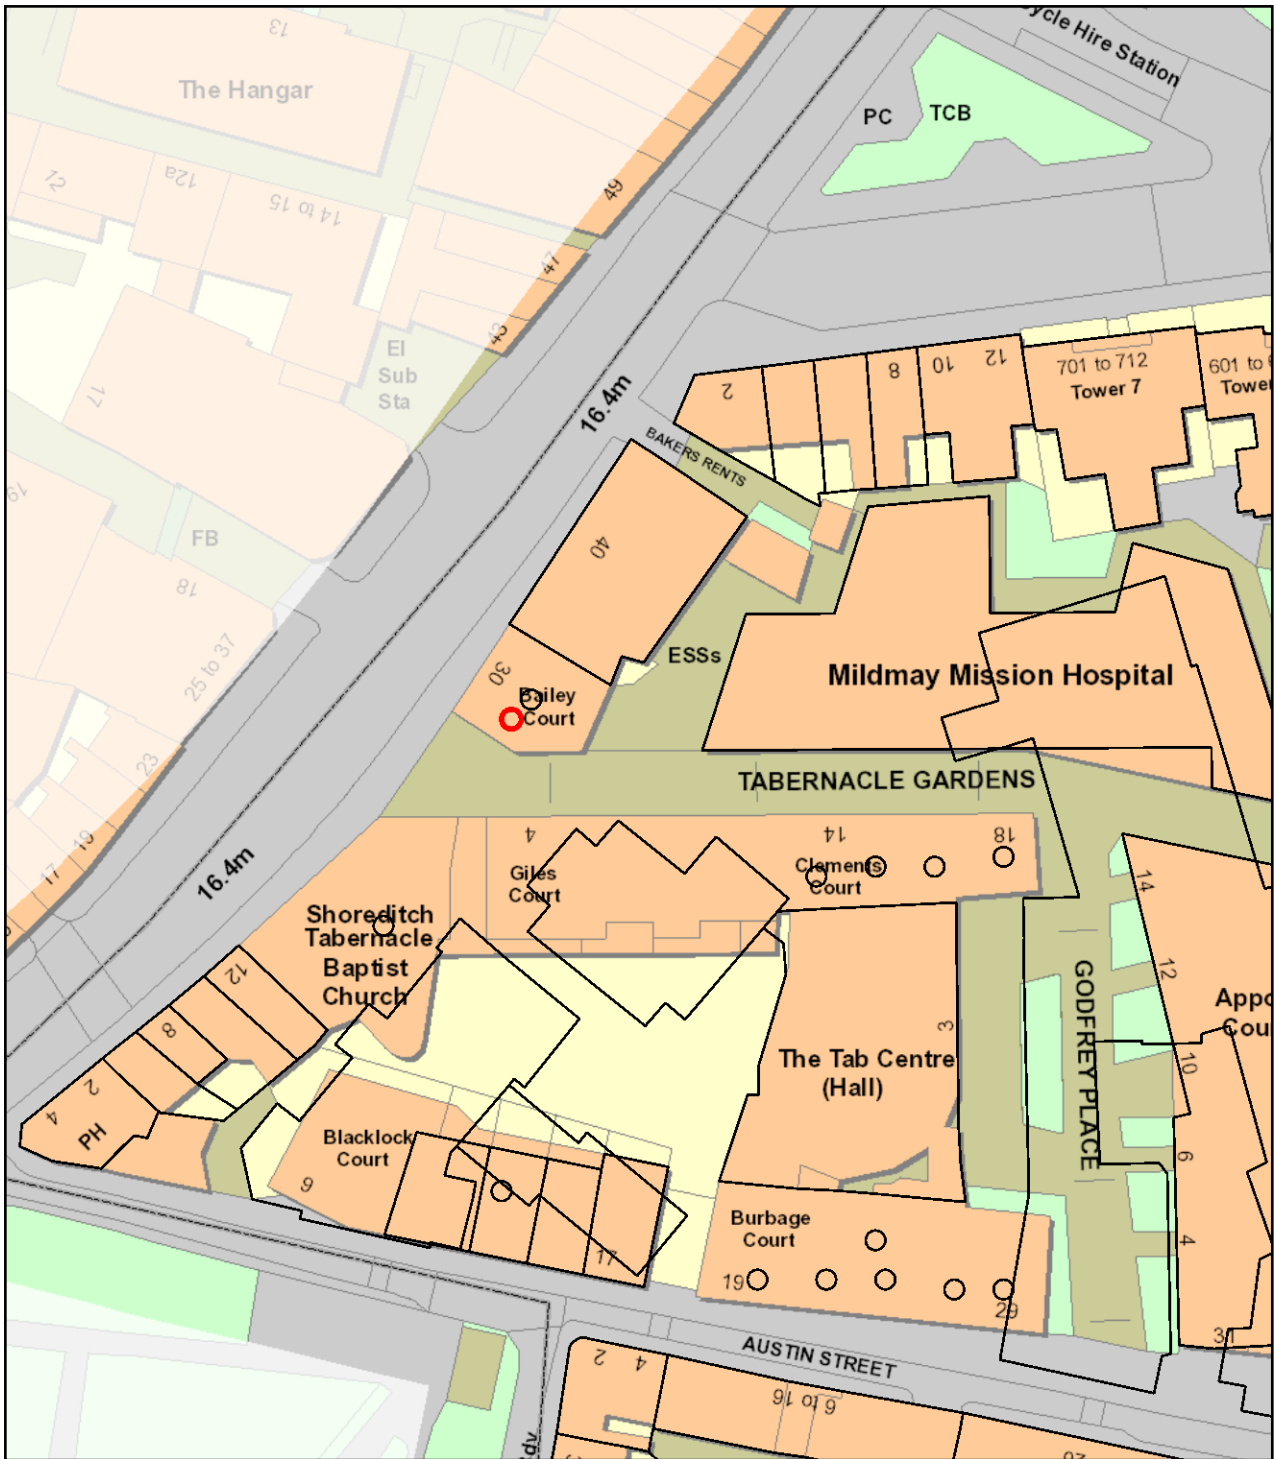 13
The Hangar
Cycle Hire Station
PC
TCB
12
12a
14 to 15
49
47
43
El
Sub
Sta
17
16.4m
2
8
10
12
701 to 712
Tower 7
601 to
BAKERS RENTS
19
FB
18
40
25 to 37
ESSs
30
Bailey
Court
Mildmay Mission Hospital
23
TABERNACLE GARDENS
19
17
16.4m
4
14
18
Giles
Court
Clements
Court
14
Shoreditch
Tabernacle
Baptist
Church
12
8
2
4
PH
GODFREY PLACE
12
3
The Tab Centre
(Hall)
10
Blacklock
Court
9
6
Burbage
Court
4
17
19
29
31
AUSTIN STREET
2
4
6 to 16